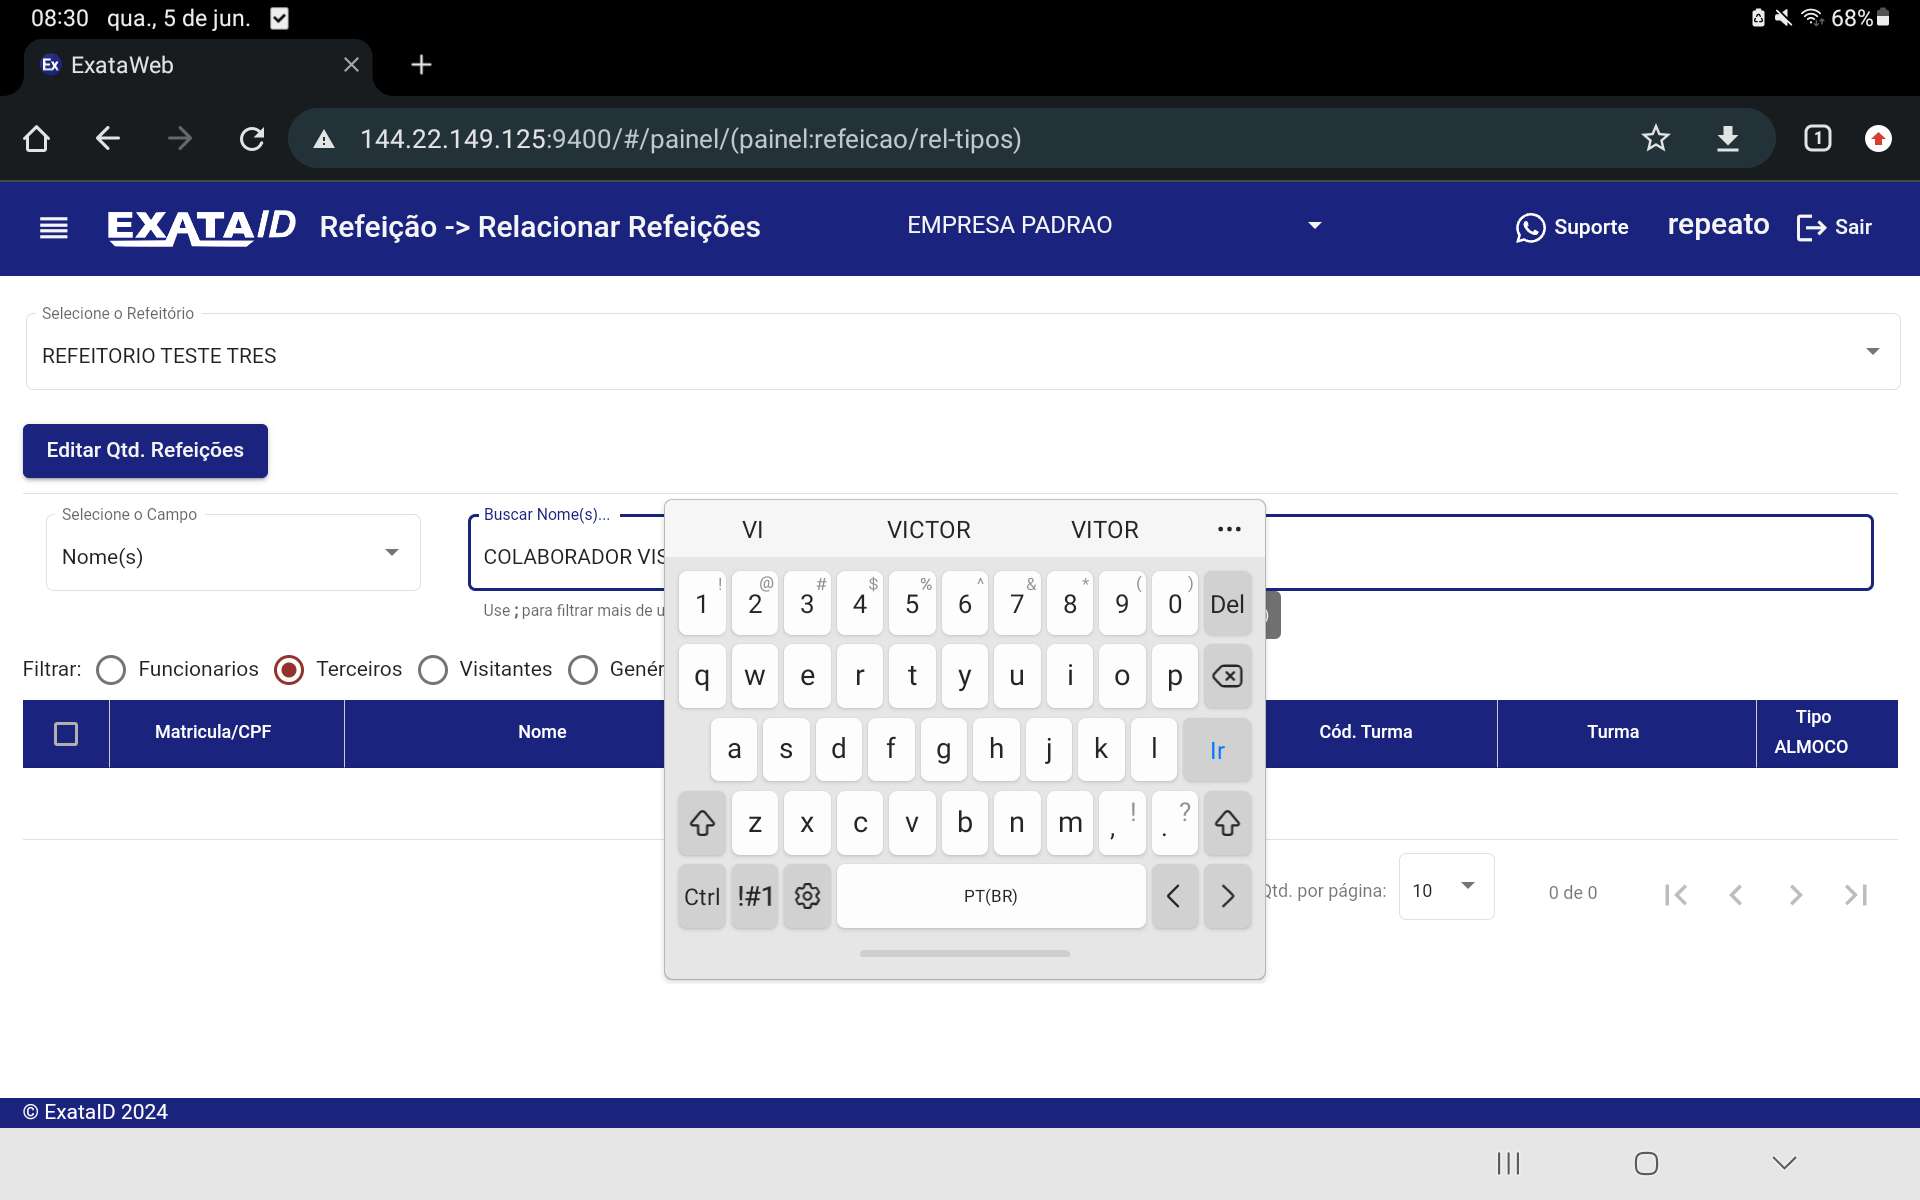 08:30 qua., 5 de jun. 68%
Ex ExataWeb
144.22.149.125:9400/#/painel/(painel:refeicao/rel-tipos) 1
EXATAID Refeição -> Relacionar Refeições EMPRESA PADRAO Suporte repeato Sair
Selecione o Refeitório
REFEITORIO TESTE TRES
Editar Qtd. Refeições
Selecione o Campo
Nome(s)
Buscar Nome(s)...
COLABORADOR VIS
Use ; para filtrar mais de u
VI VICTOR VITOR ...
1 ! 2 @ 3 # 4 $ 5 % 6 ^ 7 & 8 * 9 ( 0 ) Del
q w e r t y u i o p
a s d f g h j k l Ir
z x c v b n m , ! . ?
Ctrl !#1 PT(BR) < >
Filtrar: Funcionarios Terceiros Visitantes Genér
Matricula/CPF Nome Cód. Turma Turma Tipo ALMOCO
Qtd. por página: 10 0 de 0
© ExataID 2024